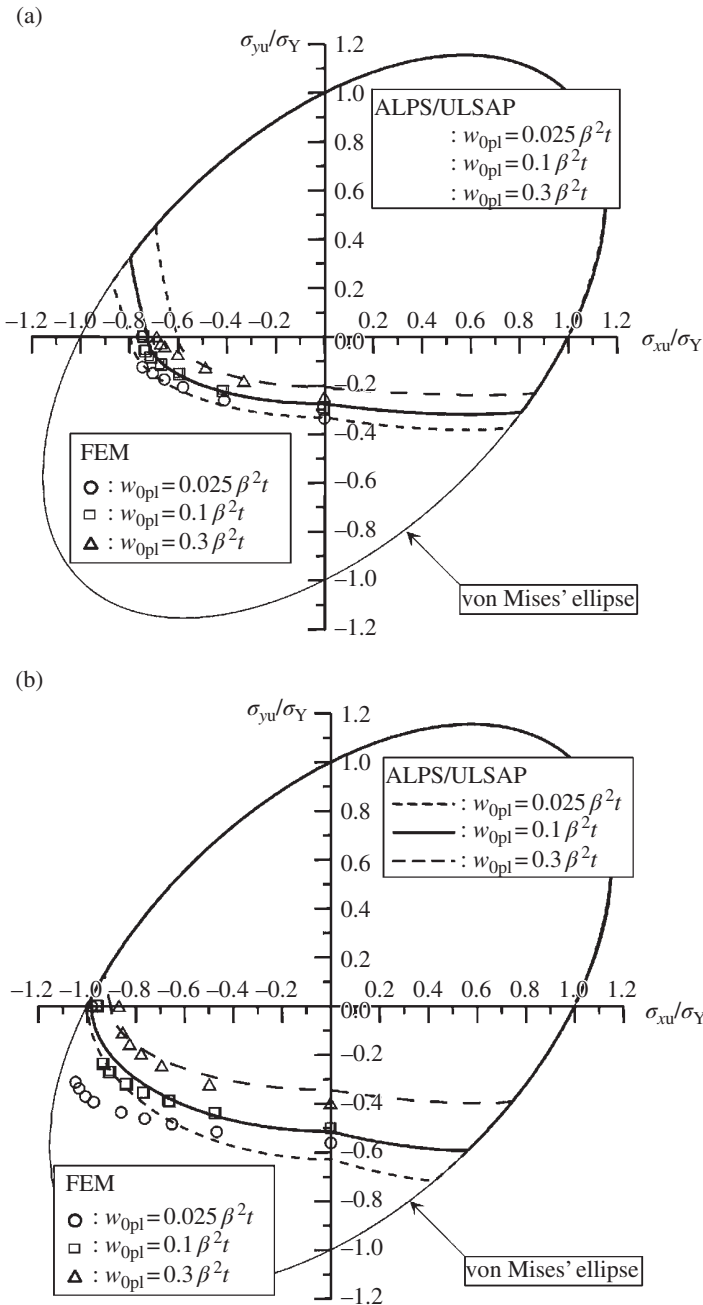 (a)
σyu/σY
1.2
1.0
0.8
0.6
0.4
0.2
ALPS/ULSAP
: w0pl = 0.025 β²t
: w0pl = 0.1 β²t
: w0pl = 0.3 β²t
–1.2 –1.0 –0.8 –0.6 –0.4 –0.2 0.0 0.2 0.4 0.6 0.8 1.0 1.2
σxu/σY
–0.2
–0.4
–0.6
–0.8
–1.0
–1.2
FEM
: w0pl = 0.025 β²t
: w0pl = 0.1 β²t
: w0pl = 0.3 β²t
von Mises' ellipse
(b)
σyu/σY
1.2
1.0
0.8
0.6
0.4
0.2
ALPS/ULSAP
: w0pl = 0.025 β²t
: w0pl = 0.1 β²t
: w0pl = 0.3 β²t
–1.2 –1.0 –0.8 –0.6 –0.4 –0.2 0.0 0.2 0.4 0.6 0.8 1.0 1.2
σxu/σY
–0.2
–0.4
–0.6
–0.8
–1.0
–1.2
FEM
: w0pl = 0.025 β²t
: w0pl = 0.1 β²t
: w0pl = 0.3 β²t
von Mises' ellipse